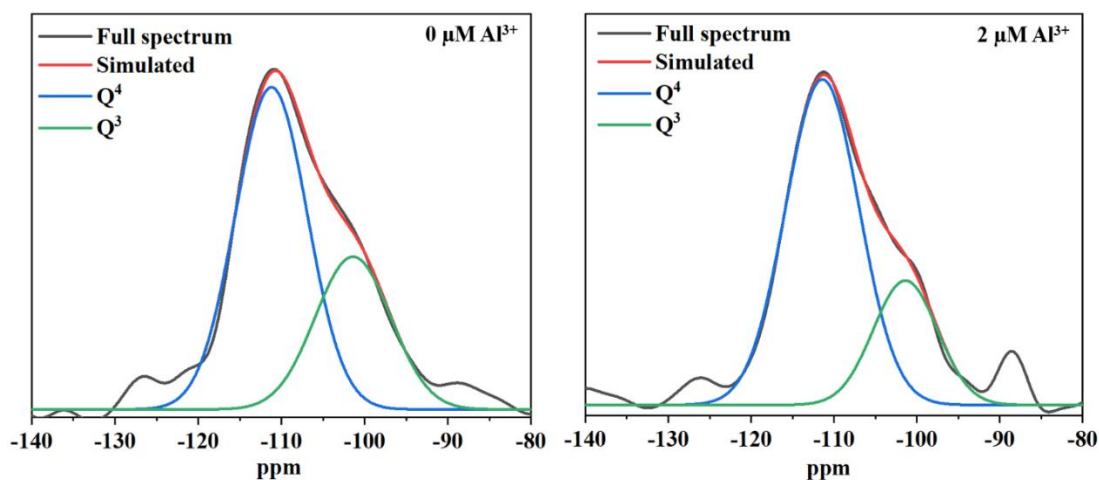 Full spectrum
Simulated
Q⁴
Q³
0 μM Al³⁺
-140 -130 -120 -110 -100 -90 -80
ppm
Full spectrum
Simulated
Q⁴
Q³
2 μM Al³⁺
-140 -130 -120 -110 -100 -90 -80
ppm